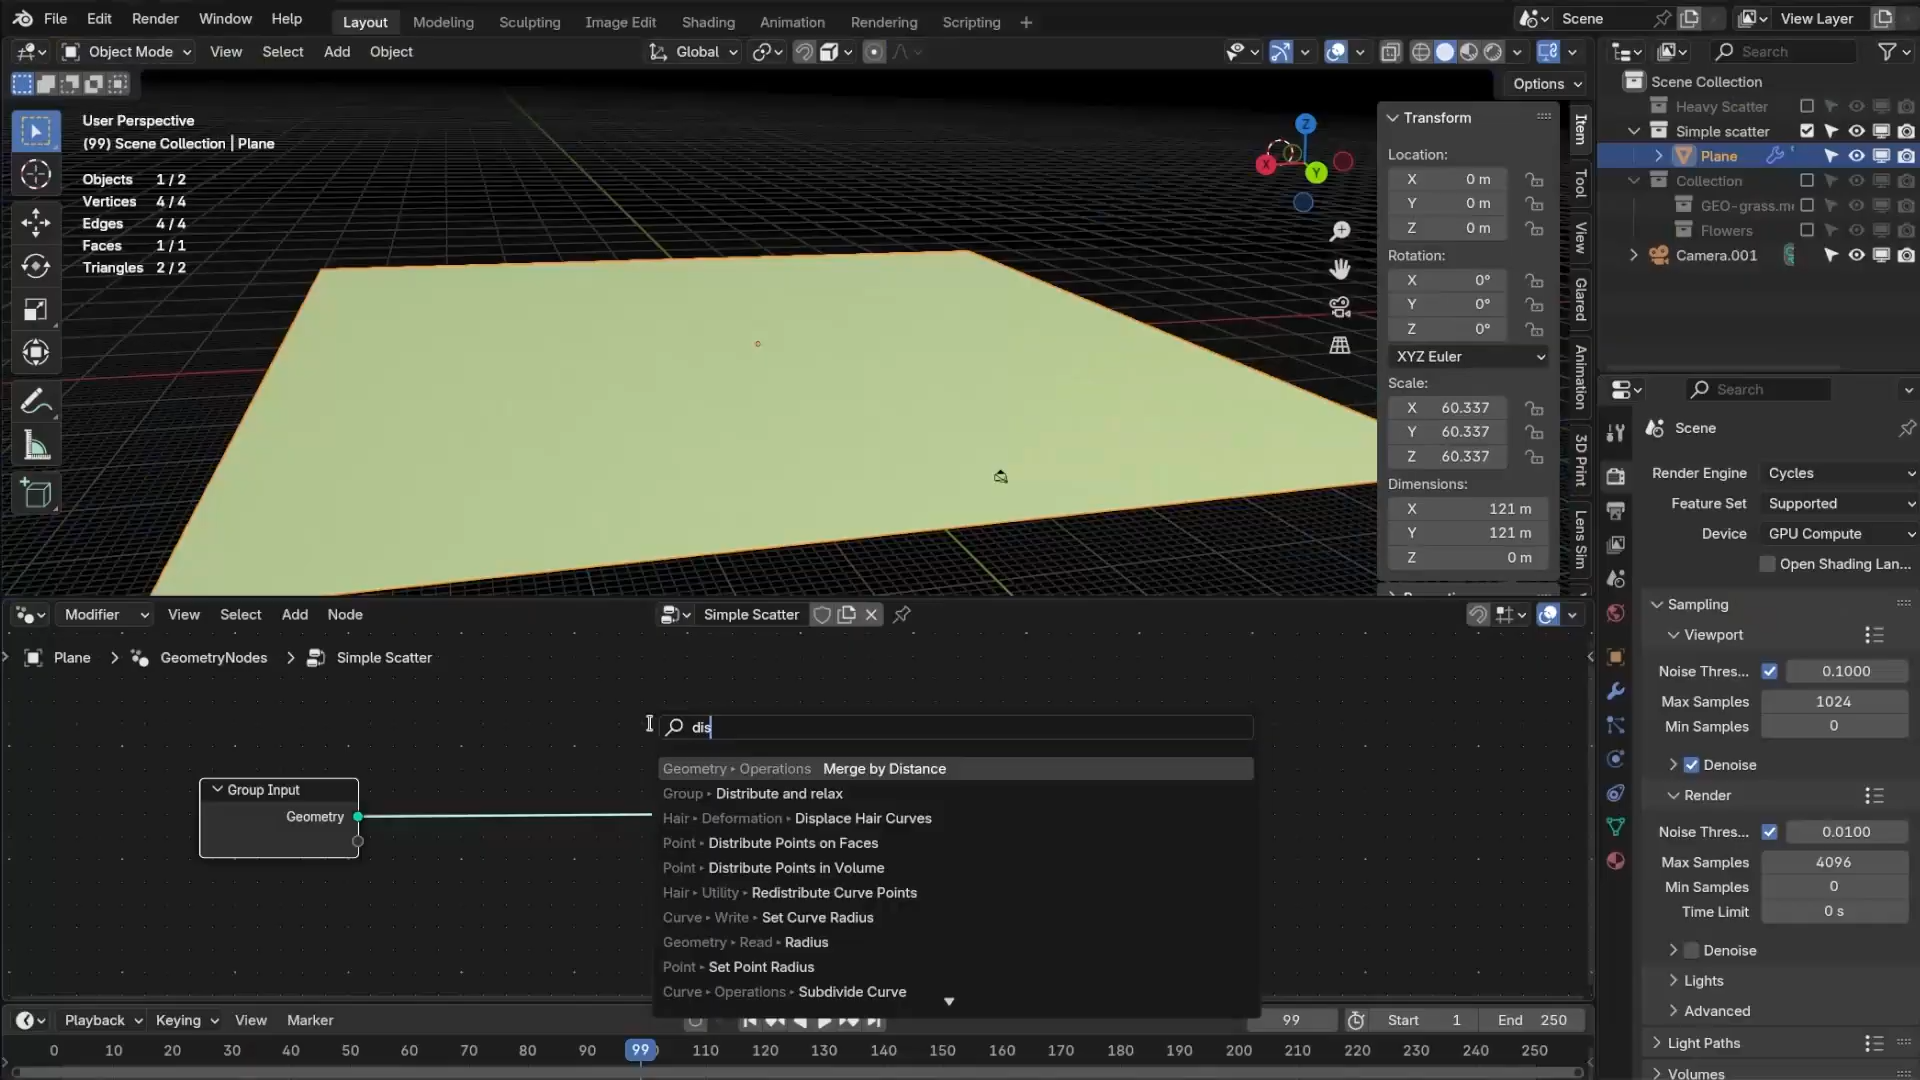 File Edit Render Window Help Layout Modeling Sculpting Image Edit Shading Animation Rendering Scripting + Scene View Layer
Object Mode View Select Add Object Global Search
Options
User Perspective
(99) Scene Collection | Plane
Objects 1 / 2
Vertices 4 / 4
Edges 4 / 4
Faces 1 / 1
Triangles 2 / 2
Z
X
Y
Transform
Location:
X 0 m
Y 0 m
Z 0 m
Rotation:
X 0°
Y 0°
Z 0°
XYZ Euler
Scale:
X 60.337
Y 60.337
Z 60.337
Dimensions:
X 121 m
Y 121 m
Z 0 m
Item
Tool
View
Glared
Animation
3D Print
Lens Sim
Scene Collection
Heavy Scatter
Simple scatter
Plane
Collection
GEO-grass.m
Flowers
Camera.001
Search
Scene
Render Engine Cycles
Feature Set Supported
Device GPU Compute
Open Shading Lan...
Sampling
Viewport
Noise Thres... 0.1000
Max Samples 1024
Min Samples 0
Denoise
Render
Noise Thres... 0.0100
Max Samples 4096
Min Samples 0
Time Limit 0 s
Denoise
Lights
Advanced
Light Paths
Volumes
Modifier View Select Add Node Simple Scatter
Plane > GeometryNodes > Simple Scatter
Group Input
Geometry
dis
Geometry ▸ Operations Merge by Distance
Group ▸ Distribute and relax
Hair ▸ Deformation ▸ Displace Hair Curves
Point ▸ Distribute Points on Faces
Point ▸ Distribute Points in Volume
Hair ▸ Utility ▸ Redistribute Curve Points
Curve ▸ Write ▸ Set Curve Radius
Geometry ▸ Read ▸ Radius
Point ▸ Set Point Radius
Curve ▸ Operations ▸ Subdivide Curve
Playback Keying View Marker 99 Start 1 End 250
0 10 20 30 40 50 60 70 80 90 99 110 120 130 140 150 160 170 180 190 200 210 220 230 240 250